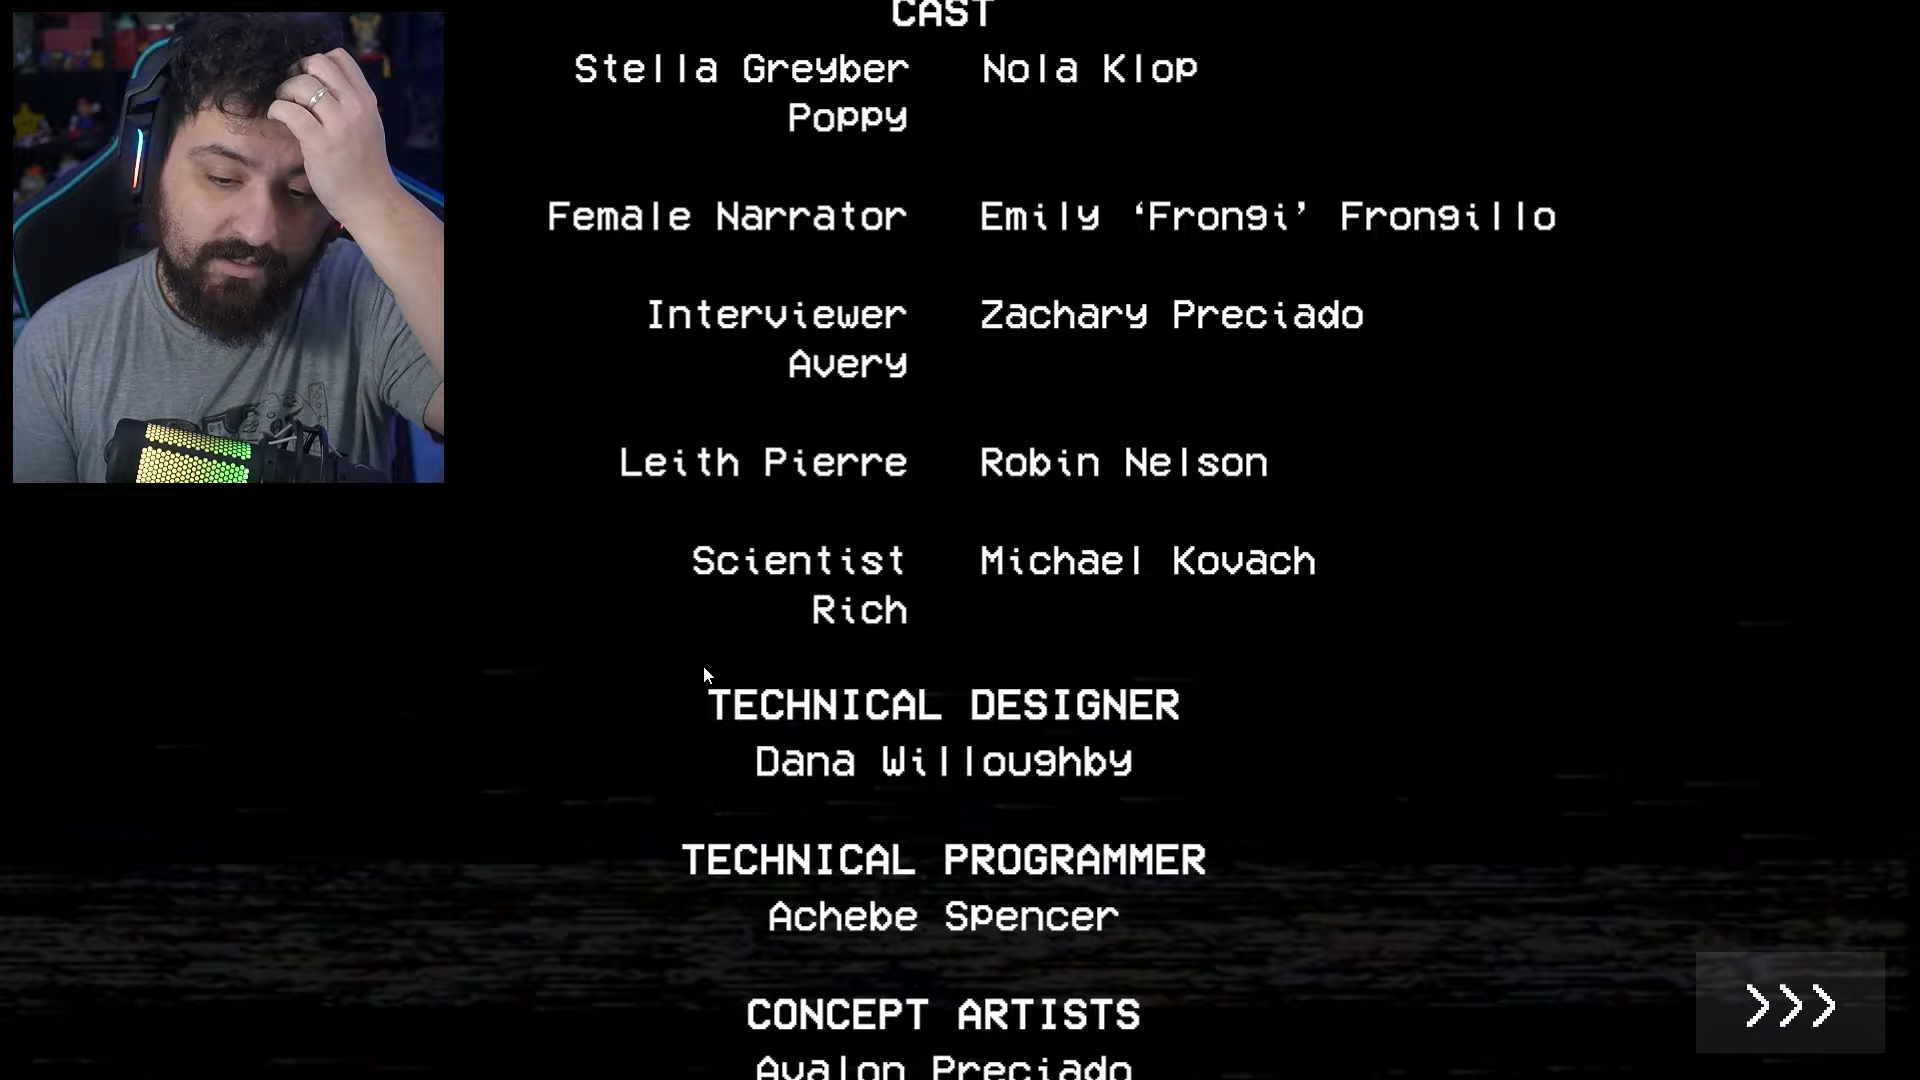 CAST
Stella Greyber Nola Klop
Poppy
Female Narrator Emily ‘Frongi’ Frongillo
Interviewer Zachary Preciado
Avery
Leith Pierre Robin Nelson
Scientist Michael Kovach
Rich
TECHNICAL DESIGNER
Dana Willoughby
TECHNICAL PROGRAMMER
Achebe Spencer
CONCEPT ARTISTS
Avalon Preciado
>>>